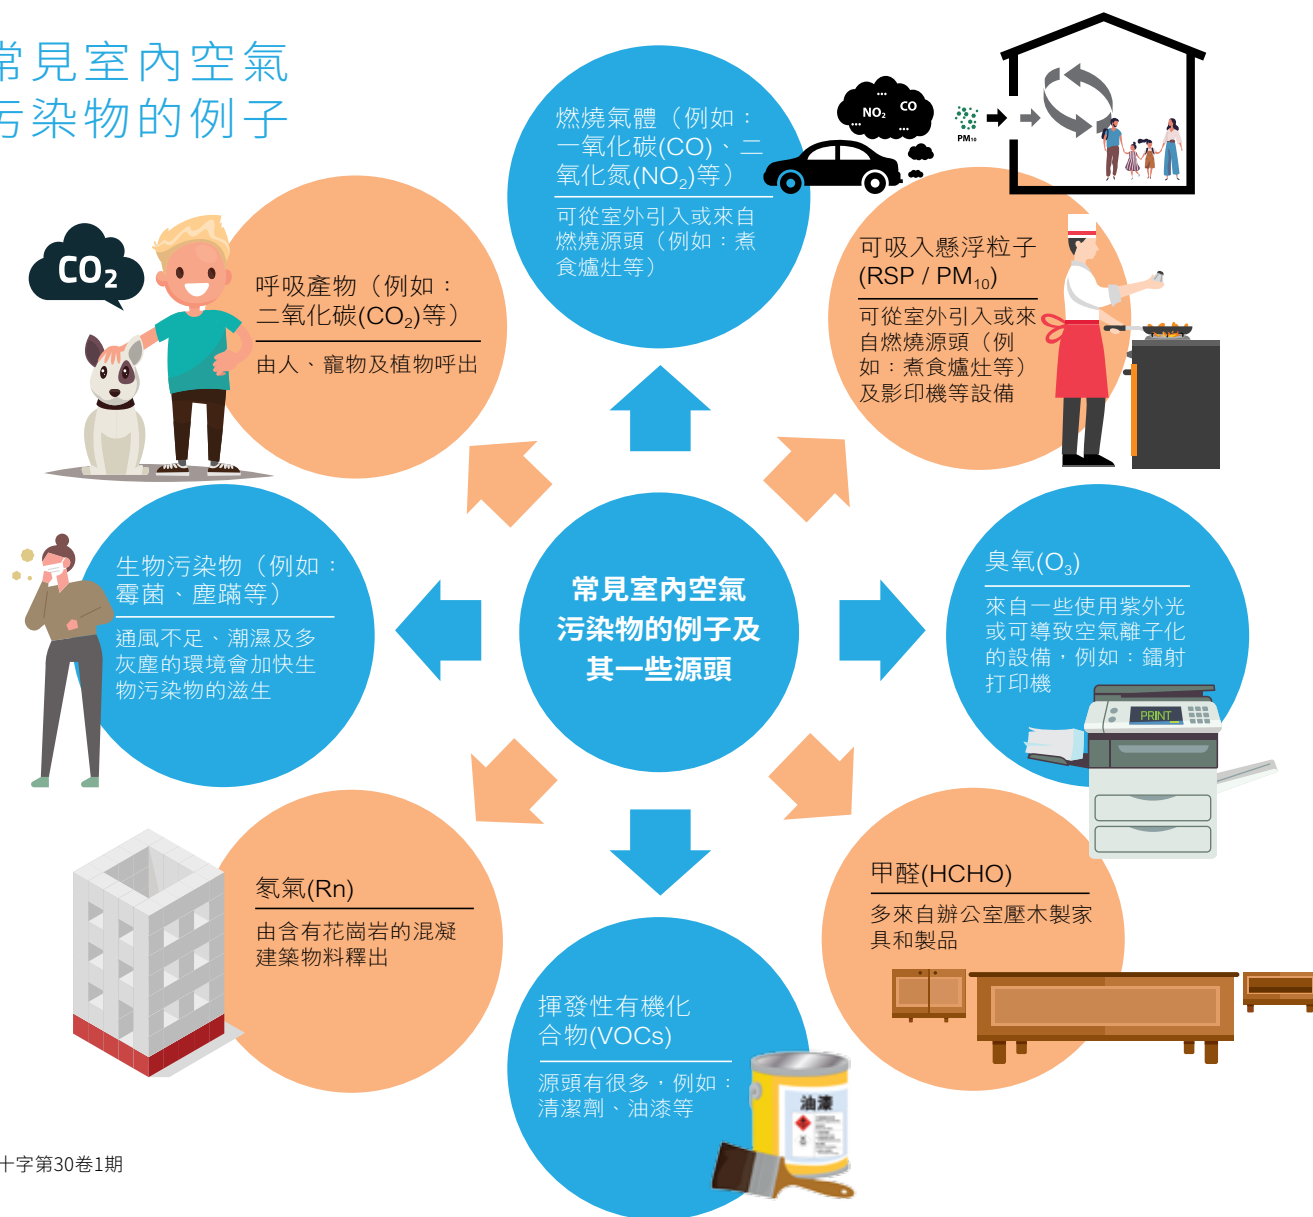 常見室內空氣
污染物的例子
NO₂
CO
PM₁₀
燃燒氣體（例如：
一氧化碳(CO)、二
氧化氮(NO₂)等）
可從室外引入或來自
燃燒源頭（例如：煮
食爐灶等）
可吸入懸浮粒子
(RSP / PM₁₀)
可從室外引入或來
自燃燒源頭（例
如：煮食爐灶等）
及影印機等設備
CO₂
呼吸產物（例如：
二氧化碳(CO₂)等）
由人、寵物及植物呼出
生物污染物（例如：
霉菌、塵蹣等）
通風不足、潮濕及多
灰塵的環境會加快生
物污染物的滋生
常見室內空氣
污染物的例子及
其一些源頭
臭氧(O₃)
來自一些使用紫外光
或可導致空氣離子化
的設備，例如：鐳射
打印機
PRINT
氡氣(Rn)
由含有花崗岩的混凝
建築物料釋出
甲醛(HCHO)
多來自辦公室壓木製家
具和製品
揮發性有機化
合物(VOCs)
源頭有很多，例如：
清潔劑、油漆等
油漆
十字第30卷1期